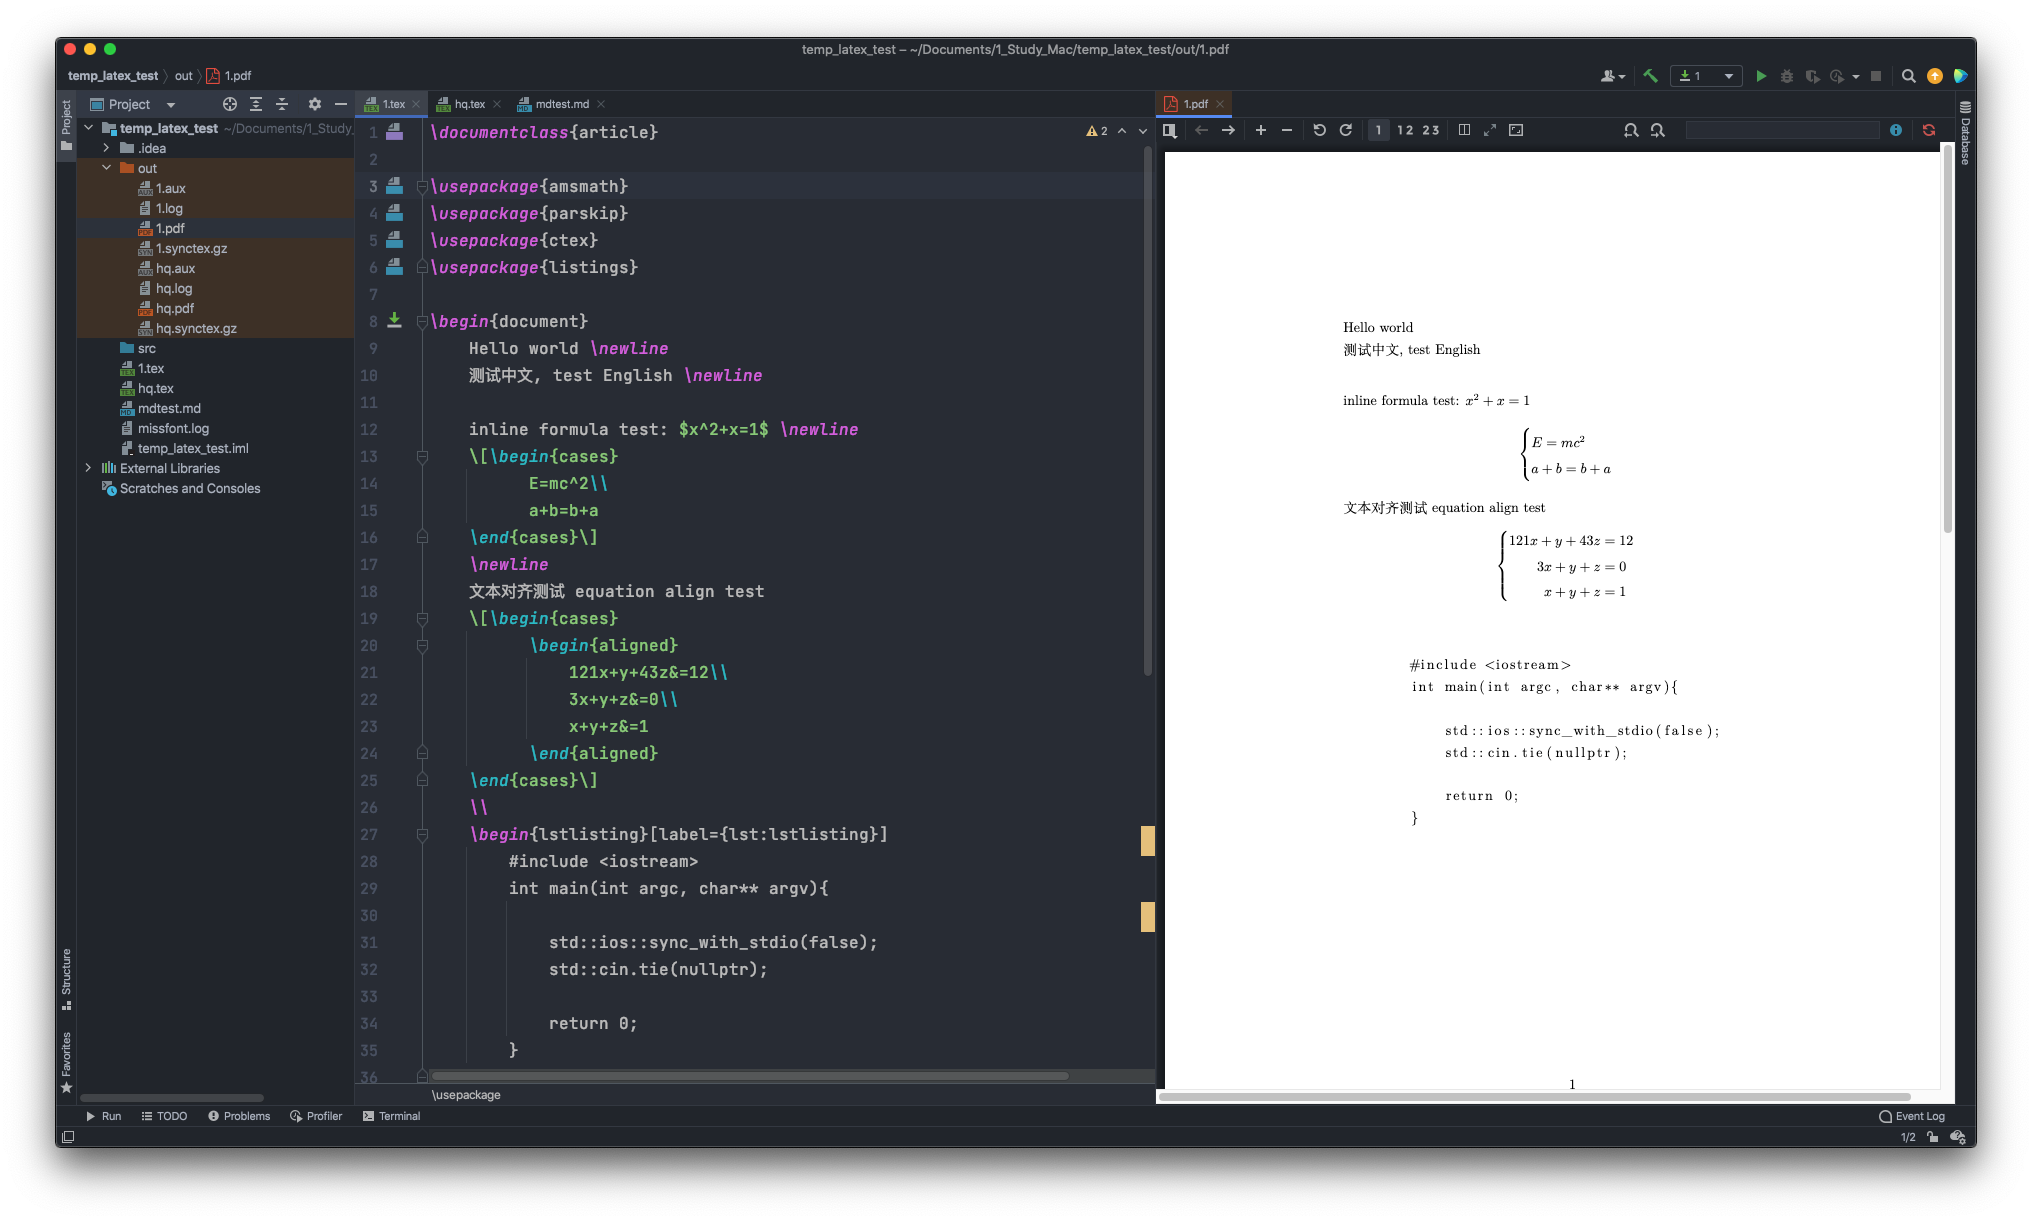 temp_latex_test – ~/Documents/1_Study_Mac/temp_latex_test/out/1.pdf
temp_latex_test
out
1.pdf
1
Project
Project
temp_latex_test ~/Documents/1_Study_
.idea
out
1.aux
1.log
1.pdf
1.synctex.gz
hq.aux
hq.log
hq.pdf
hq.synctex.gz
src
1.tex
hq.tex
mdtest.md
missfont.log
temp_latex_test.iml
External Libraries
Scratches and Consoles
Structure
Favorites
1.tex
hq.tex
mdtest.md
2
1 \documentclass{article}
2
3 \usepackage{amsmath}
4 \usepackage{parskip}
5 \usepackage{ctex}
6 \usepackage{listings}
7
8 \begin{document}
9 Hello world \newline
10 测试中文, test English \newline
11
12 inline formula test: $x^2+x=1$ \newline
13 \[\begin{cases}
14 E=mc^2\\
15 a+b=b+a
16 \end{cases}\]
17 \newline
18 文本对齐测试 equation align test
19 \[\begin{cases}
20 \begin{aligned}
21 121x+y+43z&=12\\
22 3x+y+z&=0\\
23 x+y+z&=1
24 \end{aligned}
25 \end{cases}\]
26 \\
27 \begin{lstlisting}[label={lst:lstlisting}]
28 #include <iostream>
29 int main(int argc, char** argv){
30
31 std::ios::sync_with_stdio(false);
32 std::cin.tie(nullptr);
33
34 return 0;
35 }
36
\usepackage
1.pdf
1 1 2 2 3
Database
Hello world
测试中文, test English
inline formula test: x² + x = 1
E = mc²
a + b = b + a
文本对齐测试 equation align test
121x + y + 43z = 12
3x + y + z = 0
x + y + z = 1
#include <iostream>
int main(int argc, char** argv){
std::ios::sync_with_stdio(false);
std::cin.tie(nullptr);
return 0;
}
1
Run
TODO
Problems
Profiler
Terminal
Event Log
1/2